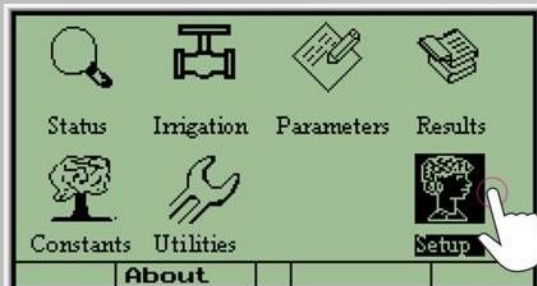 Status Irrigation Parameters Results
Constants Utilities Setup
About